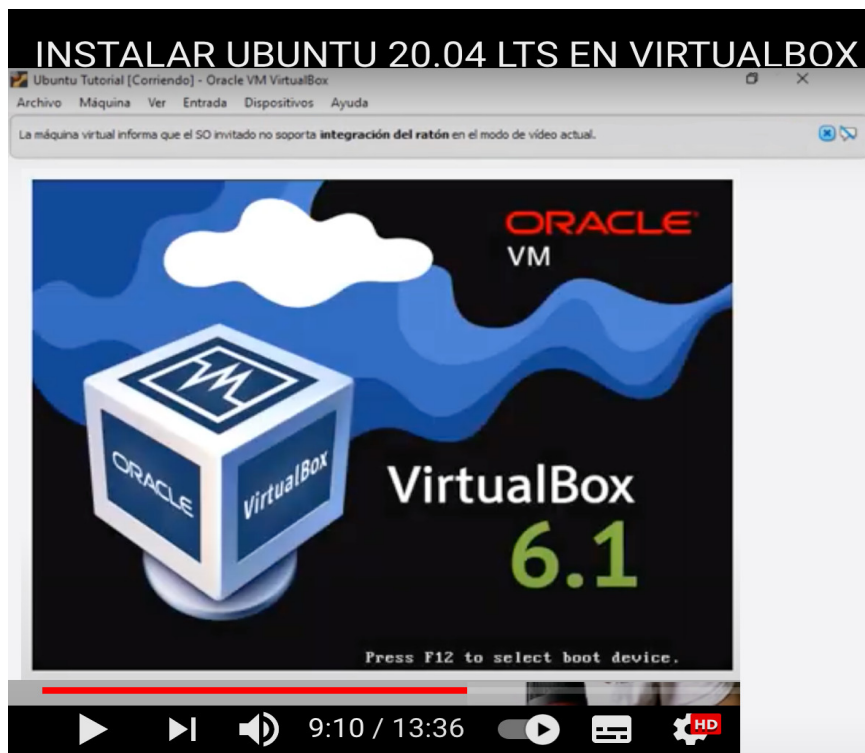 INSTALAR UBUNTU 20.04 LTS EN VIRTUALBOX
Ubuntu Tutorial [Corriendo] - Oracle VM VirtualBox
Archivo Máquina Ver Entrada Dispositivos Ayuda
La máquina virtual informa que el SO invitado no soporta integración del ratón en el modo de vídeo actual.
ORACLE
VM
ORACLE
VirtualBox
VirtualBox
6.1
Press F12 to select boot device.
9:10 / 13:36
HD